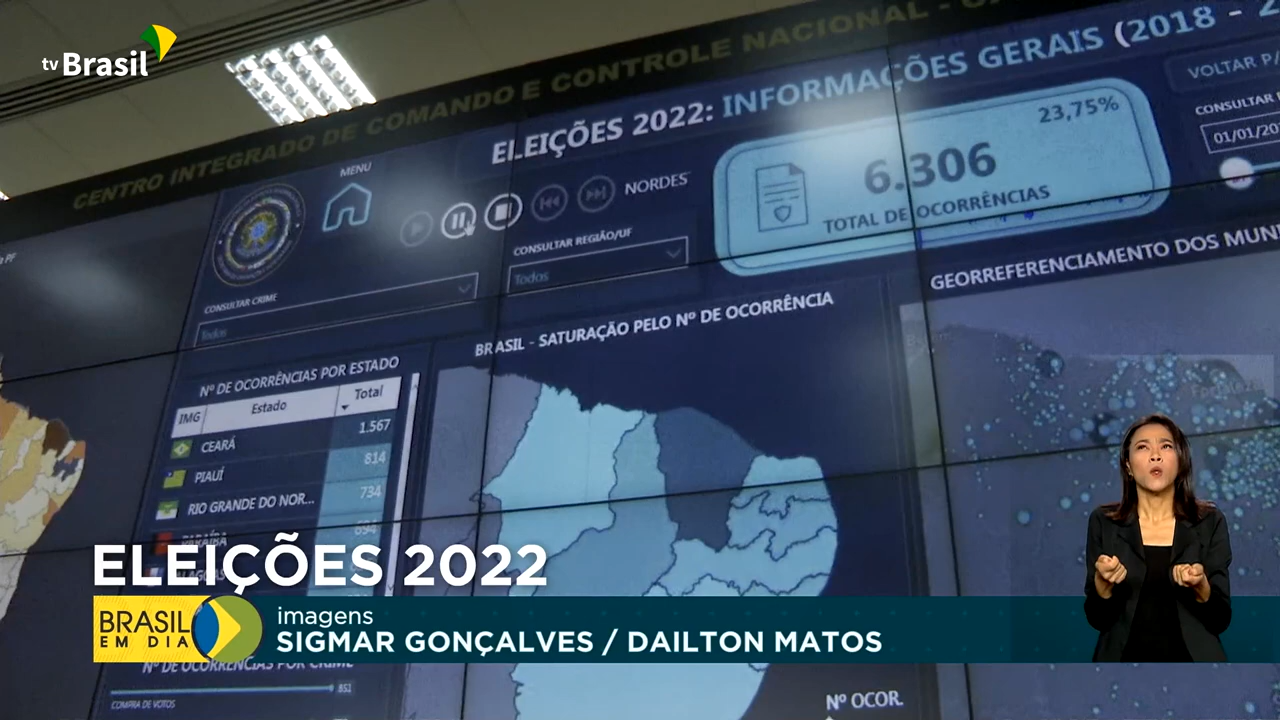 tv Brasil
CENTRO INTEGRADO DE COMANDO E CONTROLE NACIONAL -
ELEIÇÕES 2022: INFORMAÇÕES GERAIS (2018 -
MENU
NORDES
23,75%
6.306
TOTAL DE OCORRÊNCIAS
VOLTAR P/
CONSULTAR
01/01/20
CONSULTAR REGIÃO/UF
Todos
CONSULTAR CRIME
Todos
GEORREFERENCIAMENTO DOS MUN
BRASIL - SATURAÇÃO PELO Nº DE OCORRÊNCIA
Nº DE OCORRÊNCIAS POR ESTADO
IMG Estado Total
CEARÁ 1.567
PIAUÍ 814
RIO GRANDE DO NOR... 734
PARAÍBA 694
ALAGOAS
ELEIÇÕES 2022
BRASIL EM DIA
imagens
SIGMAR GONÇALVES / DAILTON MATOS
Nº DE OCORRÊNCIAS POR CRIME
851
COMPRA DE VOTOS
Nº OCOR.